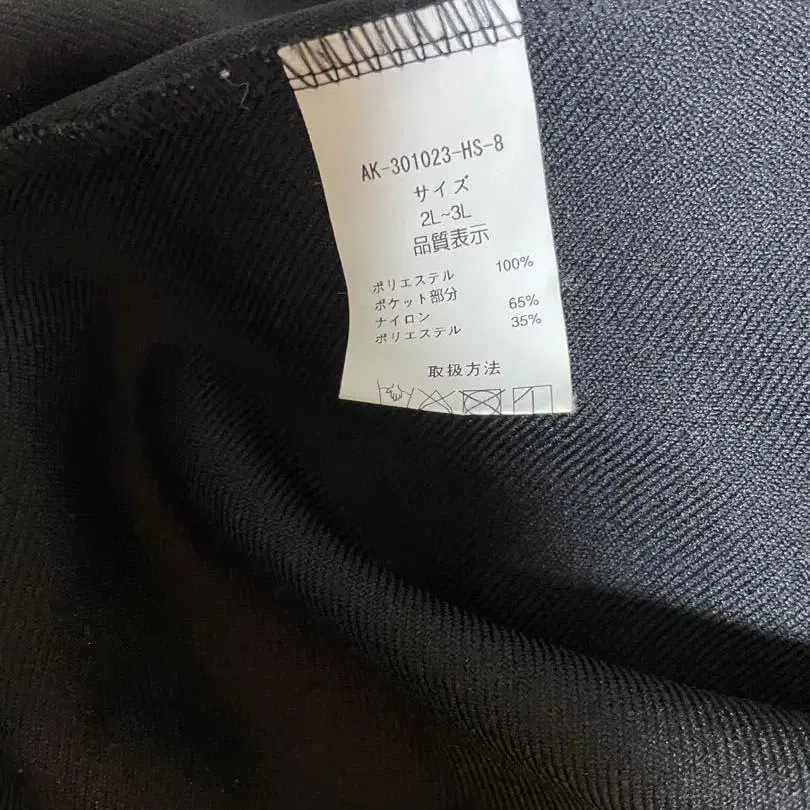 AK-301023-HS-8
サイズ
2L~3L
品質表示
ポリエステル 100%
ポケット部分
ナイロン 65%
ポリエステル 35%
取扱方法